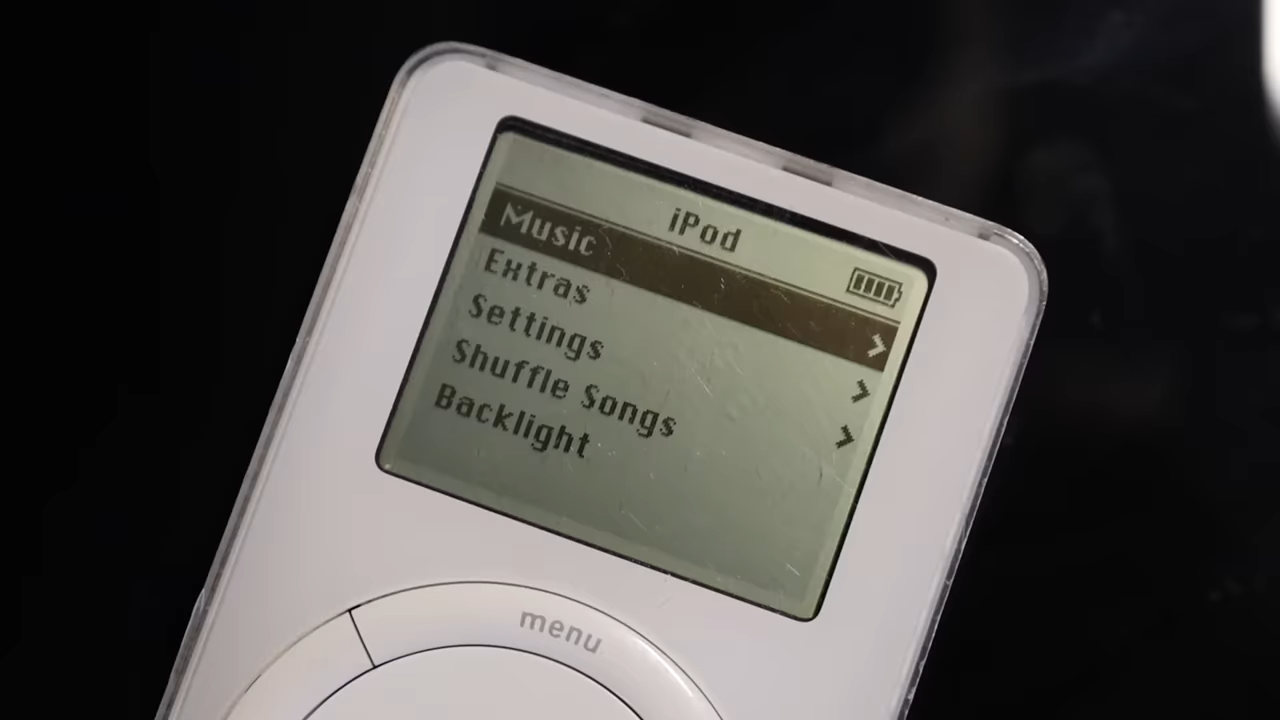 iPod
Music
Extras
Settings
Shuffle Songs
Backlight
menu